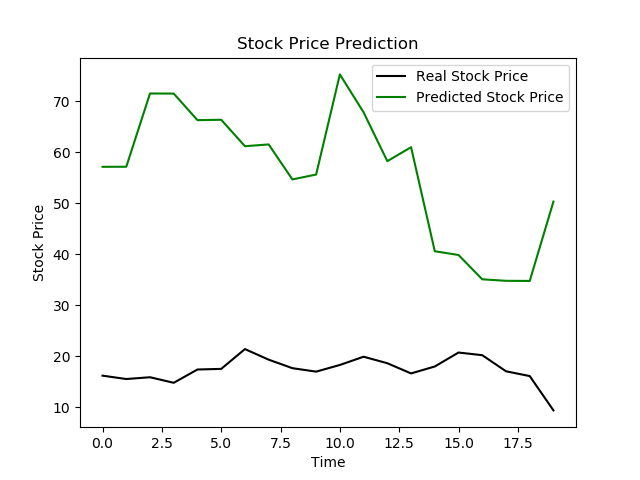 Stock Price Prediction
Real Stock Price
Predicted Stock Price
Stock Price
70
60
50
40
30
20
10
0.0 2.5 5.0 7.5 10.0 12.5 15.0 17.5
Time